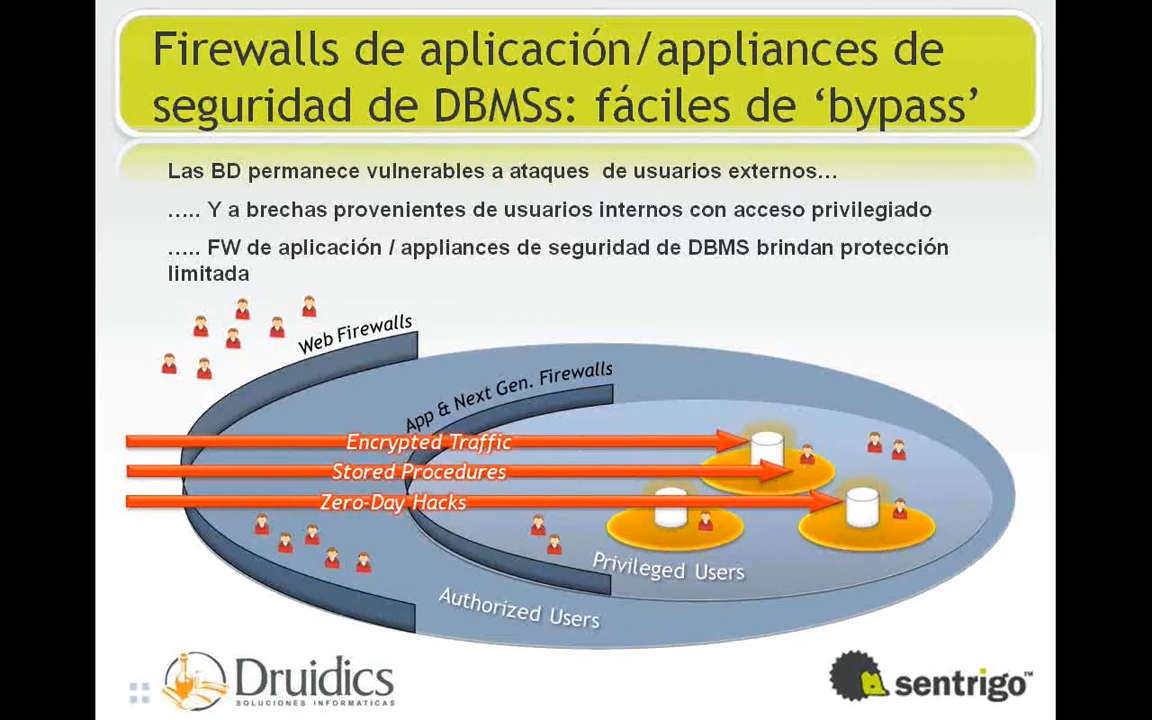 Firewalls de aplicación/appliances de
seguridad de DBMSs: fáciles de ‘bypass’
Las BD permanece vulnerables a ataques de usuarios externos…
….. Y a brechas provenientes de usuarios internos con acceso privilegiado
….. FW de aplicación / appliances de seguridad de DBMS brindan protección
limitada
Web Firewalls
App & Next Gen. Firewalls
Encrypted Traffic
Stored Procedures
Zero-Day Hacks
Privileged Users
Authorized Users
Druidics
SOLUCIONES INFORMATICAS
sentrigo™